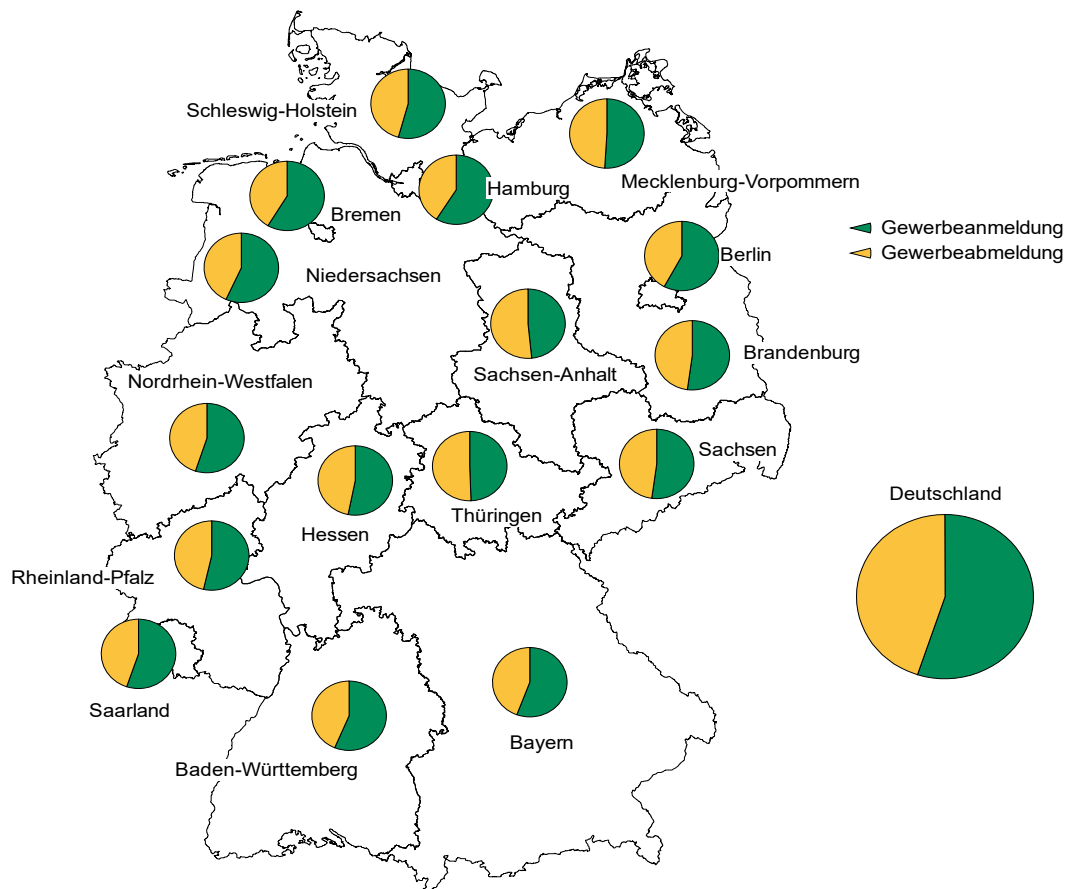 Schleswig-Holstein
Mecklenburg-Vorpommern
Hamburg
Bremen
Gewerbeanmeldung
Gewerbeabmeldung
Berlin
Niedersachsen
Brandenburg
Sachsen-Anhalt
Nordrhein-Westfalen
Sachsen
Deutschland
Thüringen
Hessen
Rheinland-Pfalz
Saarland
Bayern
Baden-Württemberg